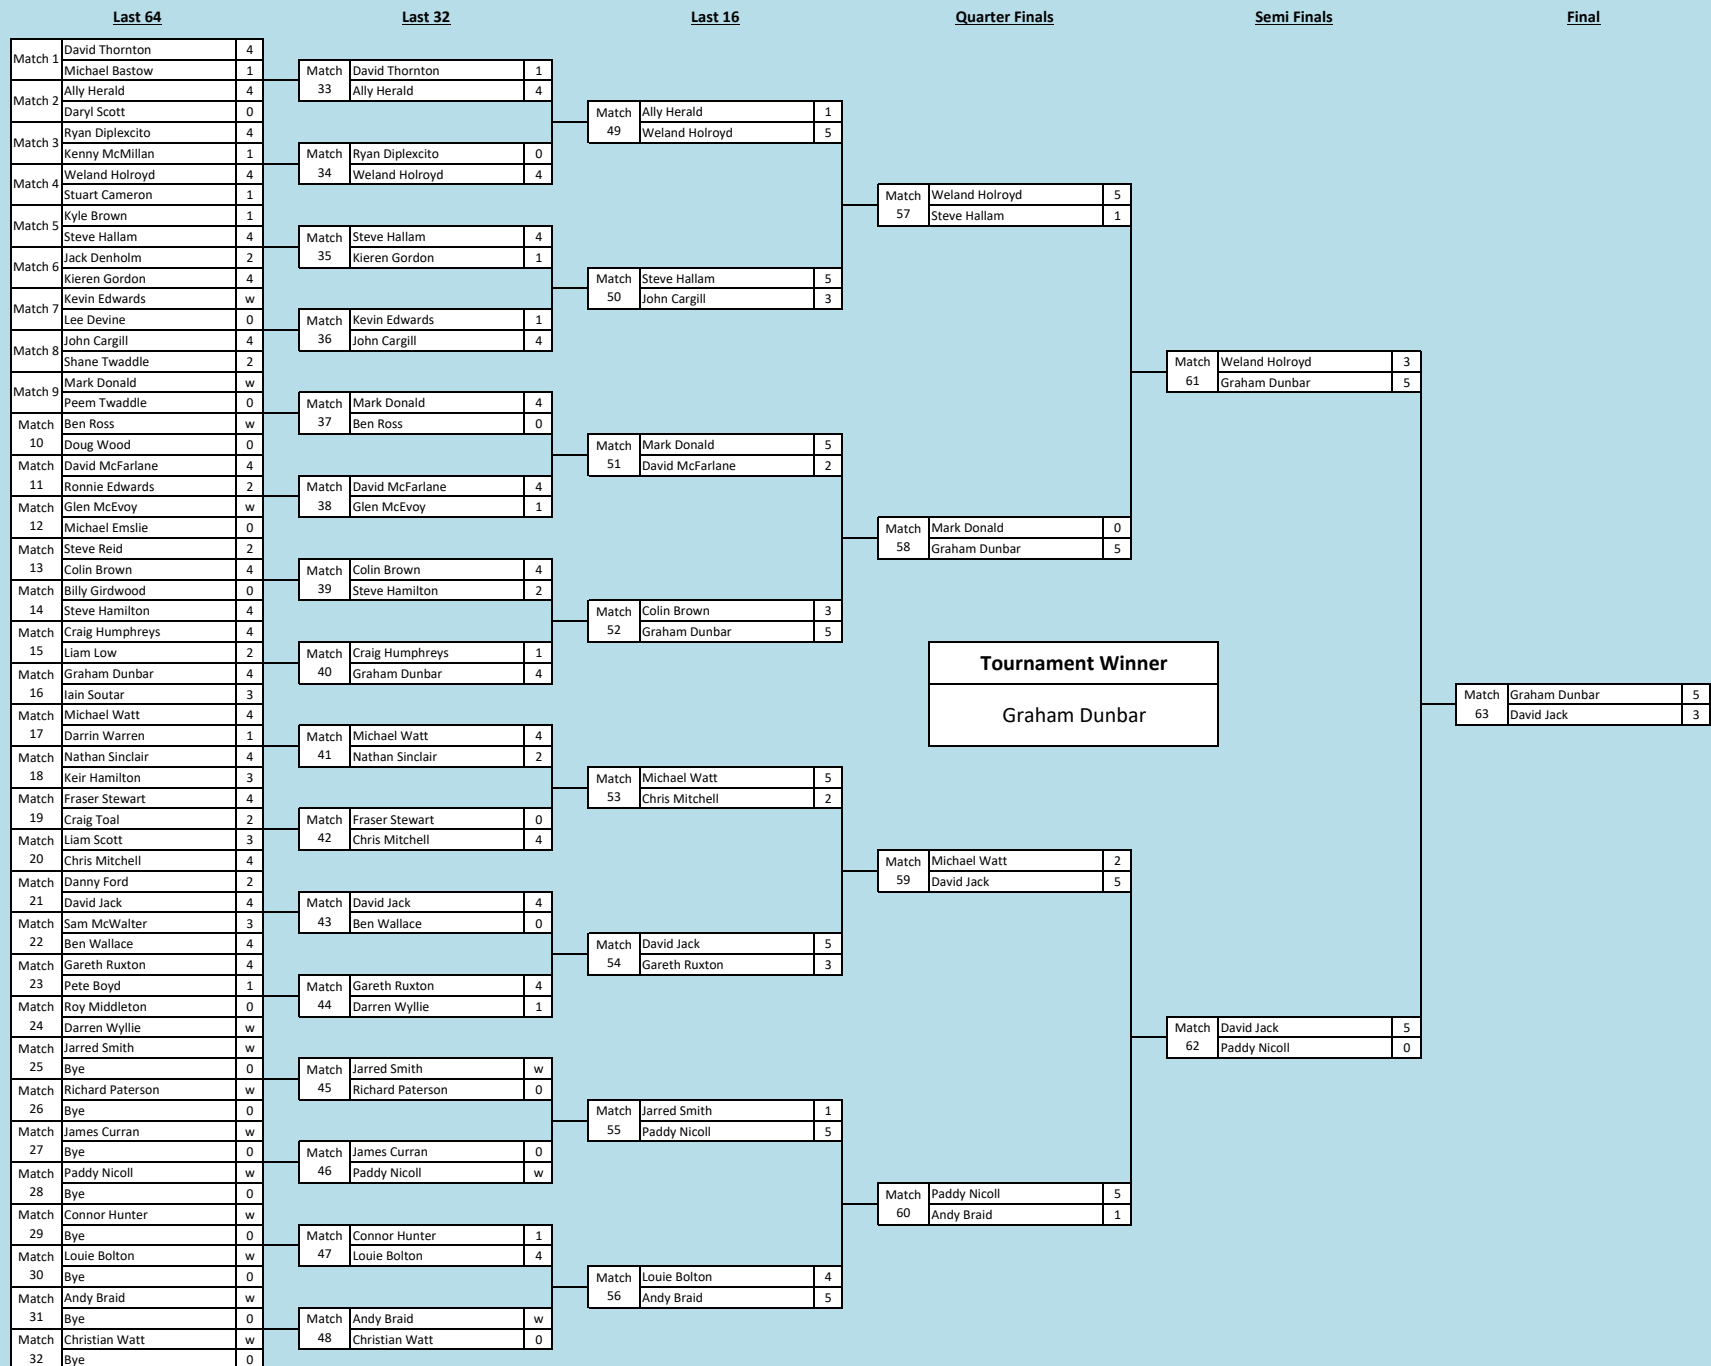 Last 64 Last 32 Last 16 Quarter Finals Semi Finals Final
Match 1 David Thornton 4
Michael Bastow 1
Match 2 Ally Herald 4
Daryl Scott 0
Match 3 Ryan Diplexcito 4
Kenny McMillan 1
Match 4 Weland Holroyd 4
Stuart Cameron 1
Match 5 Kyle Brown 1
Steve Hallam 4
Match 6 Jack Denholm 2
Kieren Gordon 4
Match 7 Kevin Edwards w
Lee Devine 0
Match 8 John Cargill 4
Shane Twaddle 2
Match 9 Mark Donald w
Peem Twaddle 0
Match Ben Ross w
10 Doug Wood 0
Match David McFarlane 4
11 Ronnie Edwards 2
Match Glen McEvoy w
12 Michael Emslie 0
Match Steve Reid 2
13 Colin Brown 4
Match Billy Girdwood 0
14 Steve Hamilton 4
Match Craig Humphreys 4
15 Liam Low 2
Match Graham Dunbar 4
16 Iain Soutar 3
Match Michael Watt 4
17 Darrin Warren 1
Match Nathan Sinclair 4
18 Keir Hamilton 3
Match Fraser Stewart 4
19 Craig Toal 2
Match Liam Scott 3
20 Chris Mitchell 4
Match Danny Ford 2
21 David Jack 4
Match Sam McWalter 3
22 Ben Wallace 4
Match Gareth Ruxton 4
23 Pete Boyd 1
Match Roy Middleton 0
24 Darren Wyllie w
Match Jarred Smith w
25 Bye 0
Match Richard Paterson w
26 Bye 0
Match James Curran w
27 Bye 0
Match Paddy Nicoll w
28 Bye 0
Match Connor Hunter w
29 Bye 0
Match Louie Bolton w
30 Bye 0
Match Andy Braid w
31 Bye 0
Match Christian Watt w
32 Bye 0
Match David Thornton 1
33 Ally Herald 4
Match Ryan Diplexcito 0
34 Weland Holroyd 4
Match Steve Hallam 4
35 Kieren Gordon 1
Match Kevin Edwards 1
36 John Cargill 4
Match Mark Donald 4
37 Ben Ross 0
Match David McFarlane 4
38 Glen McEvoy 1
Match Colin Brown 4
39 Steve Hamilton 2
Match Craig Humphreys 1
40 Graham Dunbar 4
Match Michael Watt 4
41 Nathan Sinclair 2
Match Fraser Stewart 0
42 Chris Mitchell 4
Match David Jack 4
43 Ben Wallace 0
Match Gareth Ruxton 4
44 Darren Wyllie 1
Match Jarred Smith w
45 Richard Paterson 0
Match James Curran 0
46 Paddy Nicoll w
Match Connor Hunter 1
47 Louie Bolton 4
Match Andy Braid w
48 Christian Watt 0
Match Ally Herald 1
49 Weland Holroyd 5
Match Steve Hallam 5
50 John Cargill 3
Match Mark Donald 5
51 David McFarlane 2
Match Colin Brown 3
52 Graham Dunbar 5
Match Michael Watt 5
53 Chris Mitchell 2
Match David Jack 5
54 Gareth Ruxton 3
Match Jarred Smith 1
55 Paddy Nicoll 5
Match Louie Bolton 4
56 Andy Braid 5
Match Weland Holroyd 5
57 Steve Hallam 1
Match Mark Donald 0
58 Graham Dunbar 5
Match Michael Watt 2
59 David Jack 5
Match Paddy Nicoll 5
60 Andy Braid 1
Match Weland Holroyd 3
61 Graham Dunbar 5
Match David Jack 5
62 Paddy Nicoll 0
Tournament Winner
Graham Dunbar
Match Graham Dunbar 5
63 David Jack 3